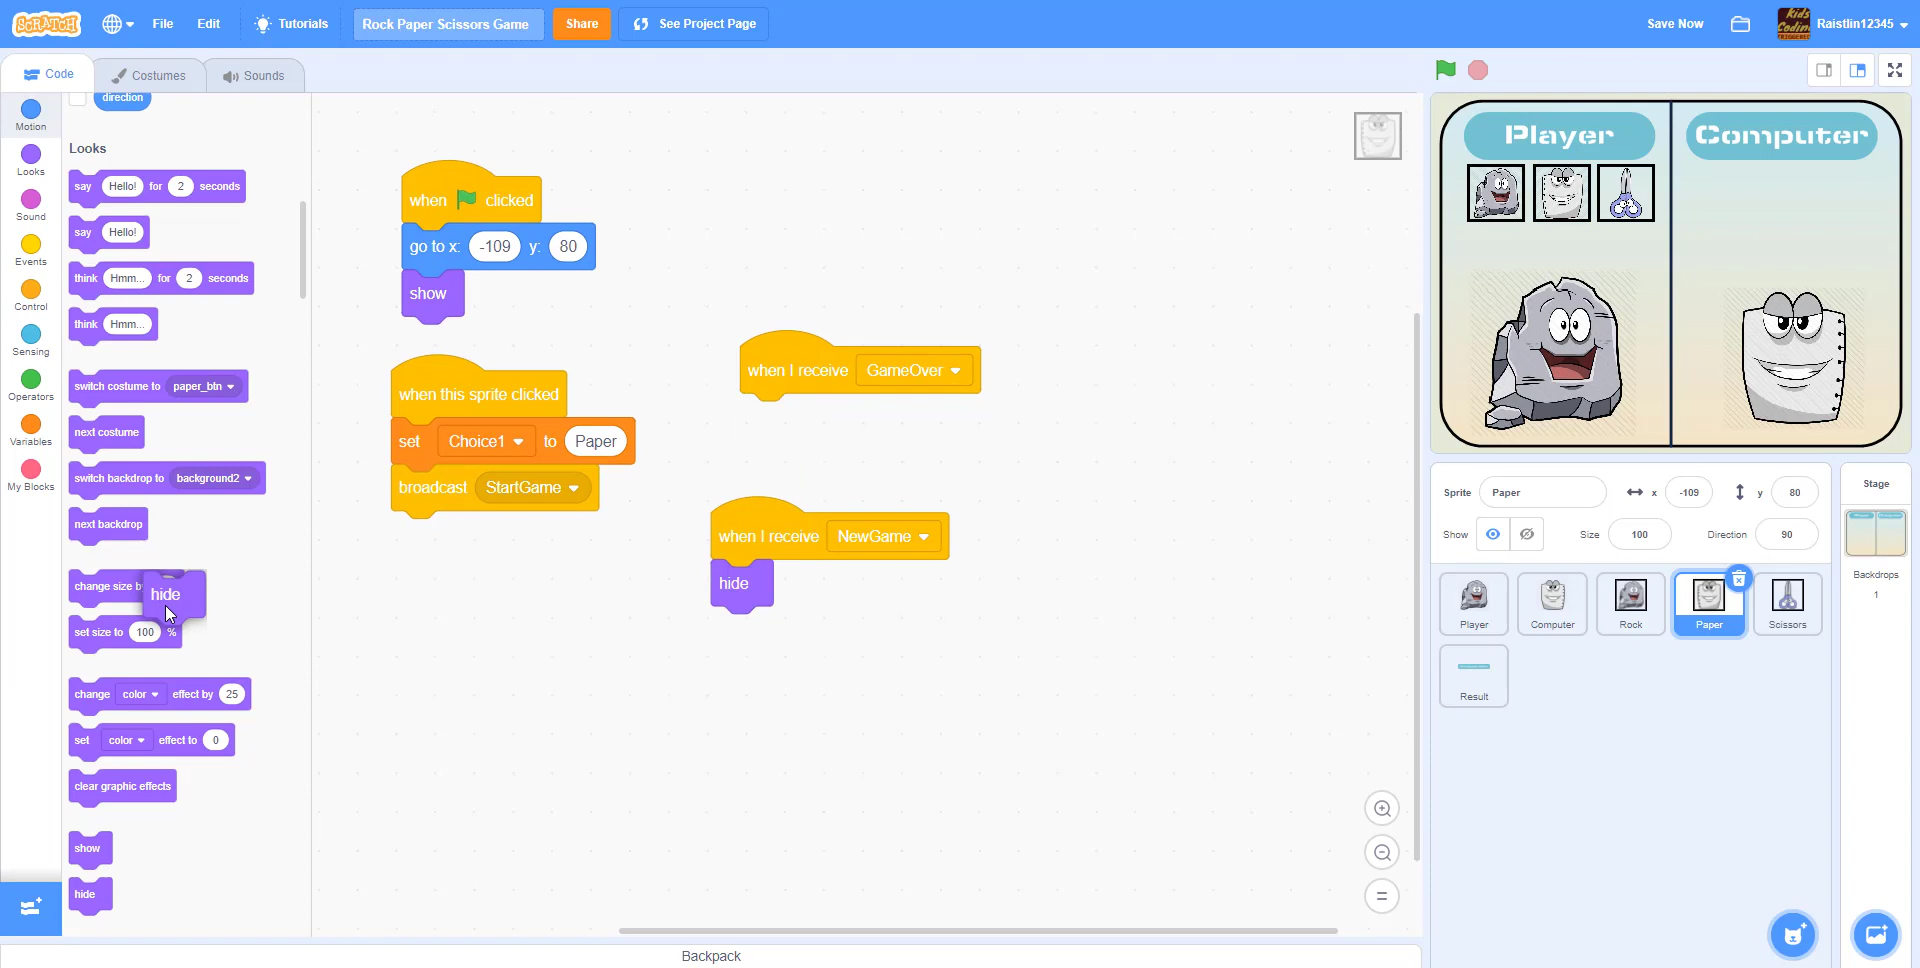 SCRATCH
File
Edit
Tutorials
Rock Paper Scissors Game
Share
See Project Page
Save Now
Raistlin12345
Code
Costumes
Sounds
Motion
Looks
Sound
Events
Control
Sensing
Operators
Variables
My Blocks
direction
Looks
say Hello! for 2 seconds
say Hello!
think Hmm... for 2 seconds
think Hmm...
switch costume to paper_btn
next costume
switch backdrop to background2
next backdrop
change size by
hide
set size to 100 %
change color effect by 25
set color effect to 0
clear graphic effects
show
hide
when clicked
go to x: -109 y: 80
show
when this sprite clicked
set Choice1 to Paper
broadcast StartGame
when I receive GameOver
when I receive NewGame
hide
Backpack
Player
Computer
Sprite Paper x -109 y 80
Show Size 100 Direction 90
Player
Computer
Rock
Paper
Scissors
Result
Stage
Backdrops
1